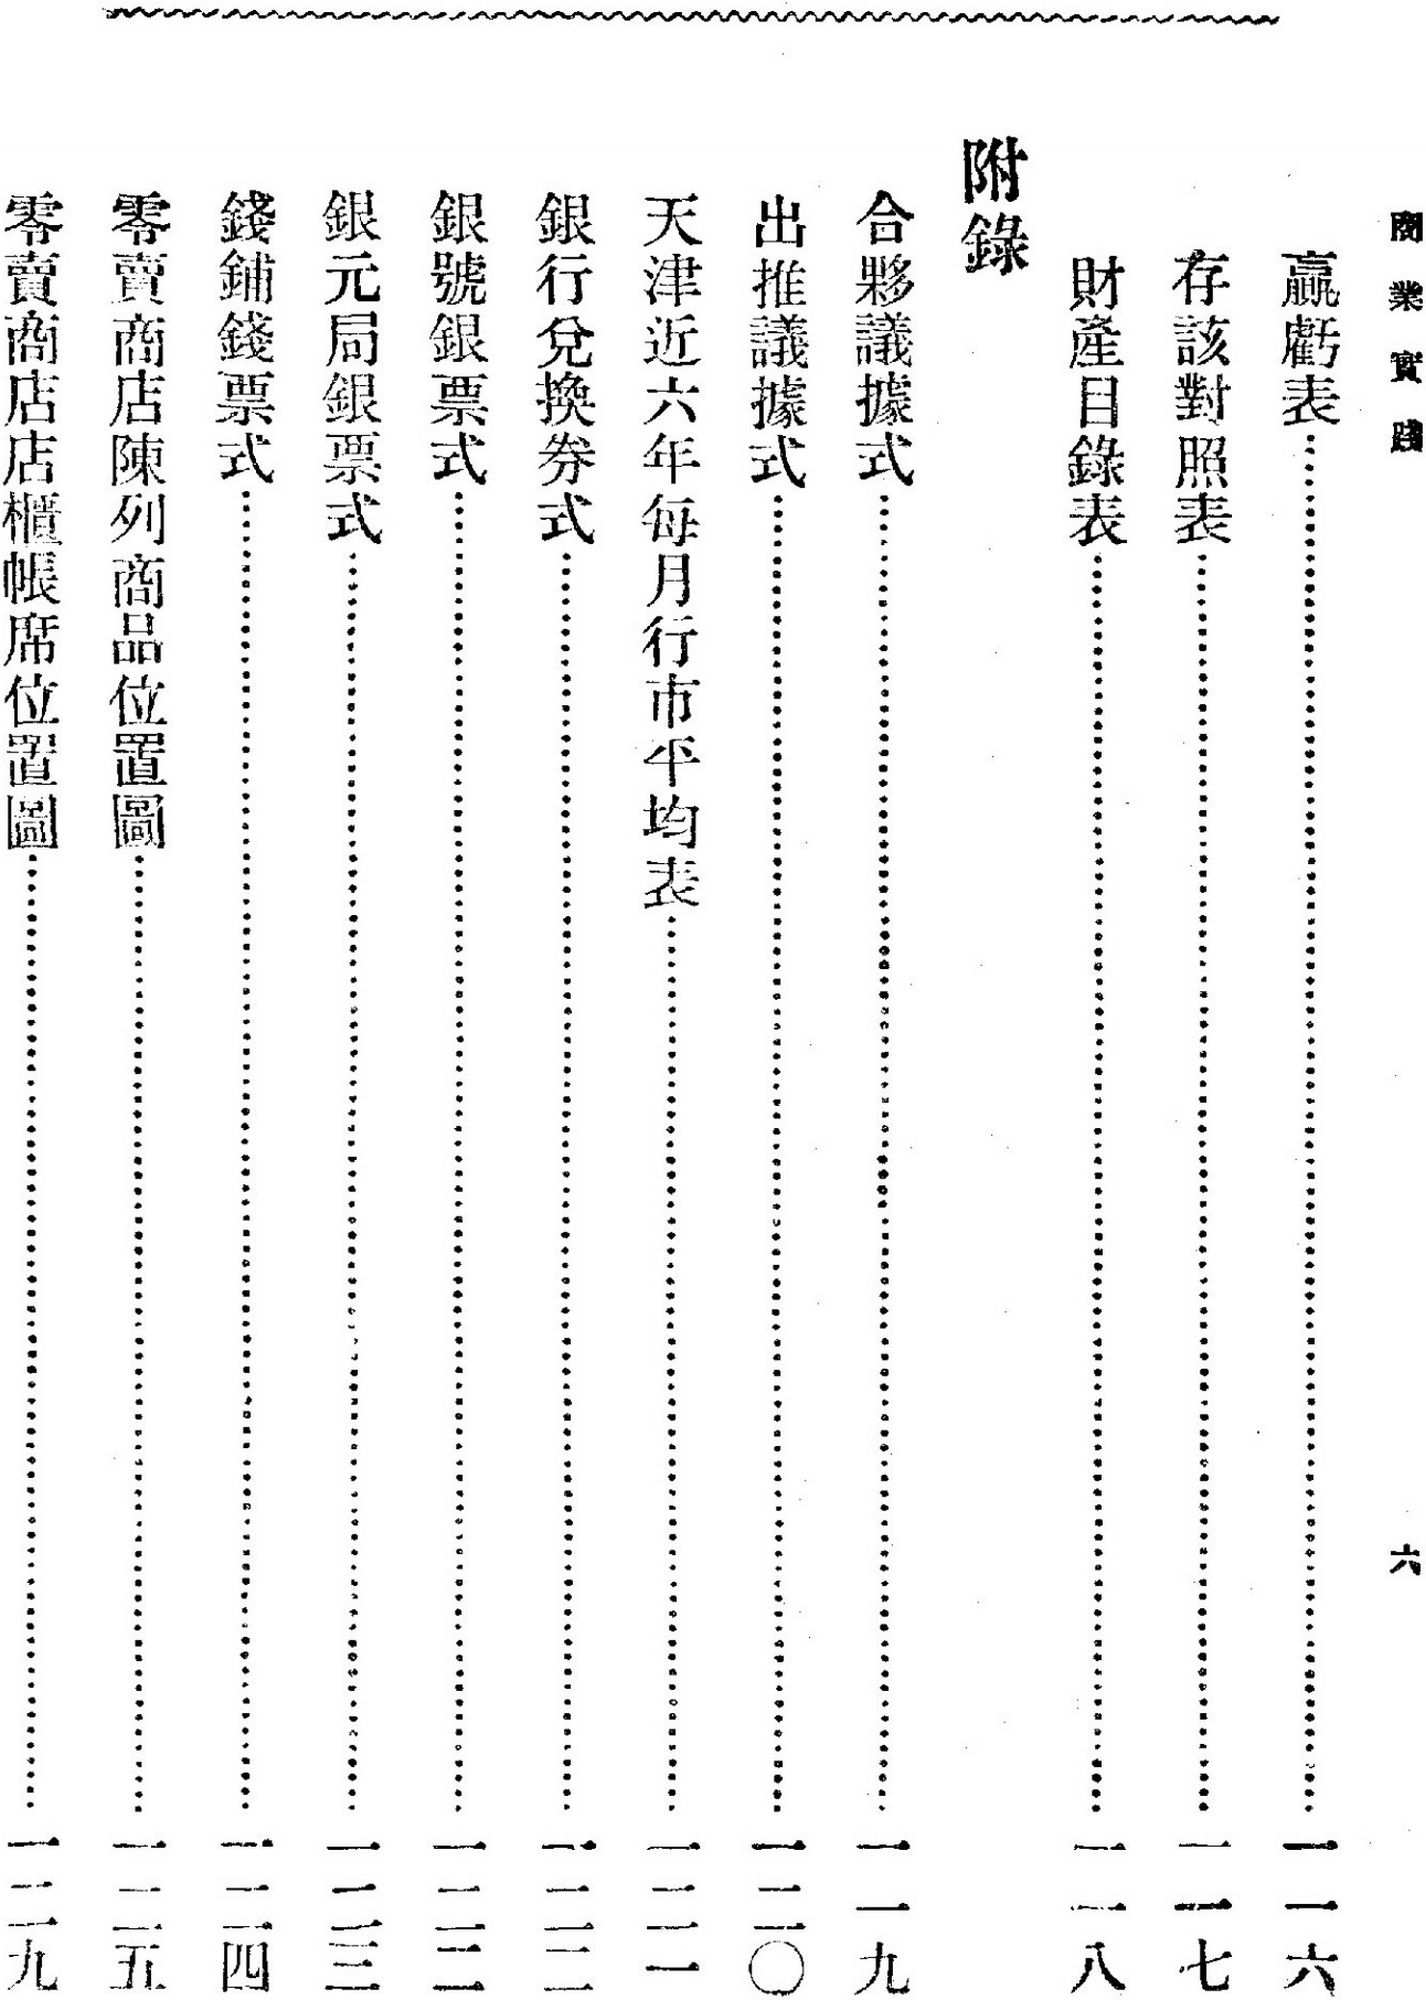 商業實踐 六
贏虧表……一一六
存該對照表……一一七
財產目錄表……一一八
附錄
合夥議據式……一一九
出推議據式……一二〇
天津近六年每月行市平均表……一二一
銀行兌換券式……一二二
銀號銀票式……一二二
銀元局銀票式……一二三
錢鋪錢票式……一二四
零賣商店陳列商品位置圖……一二五
零賣商店店櫃帳席位置圖……一二九